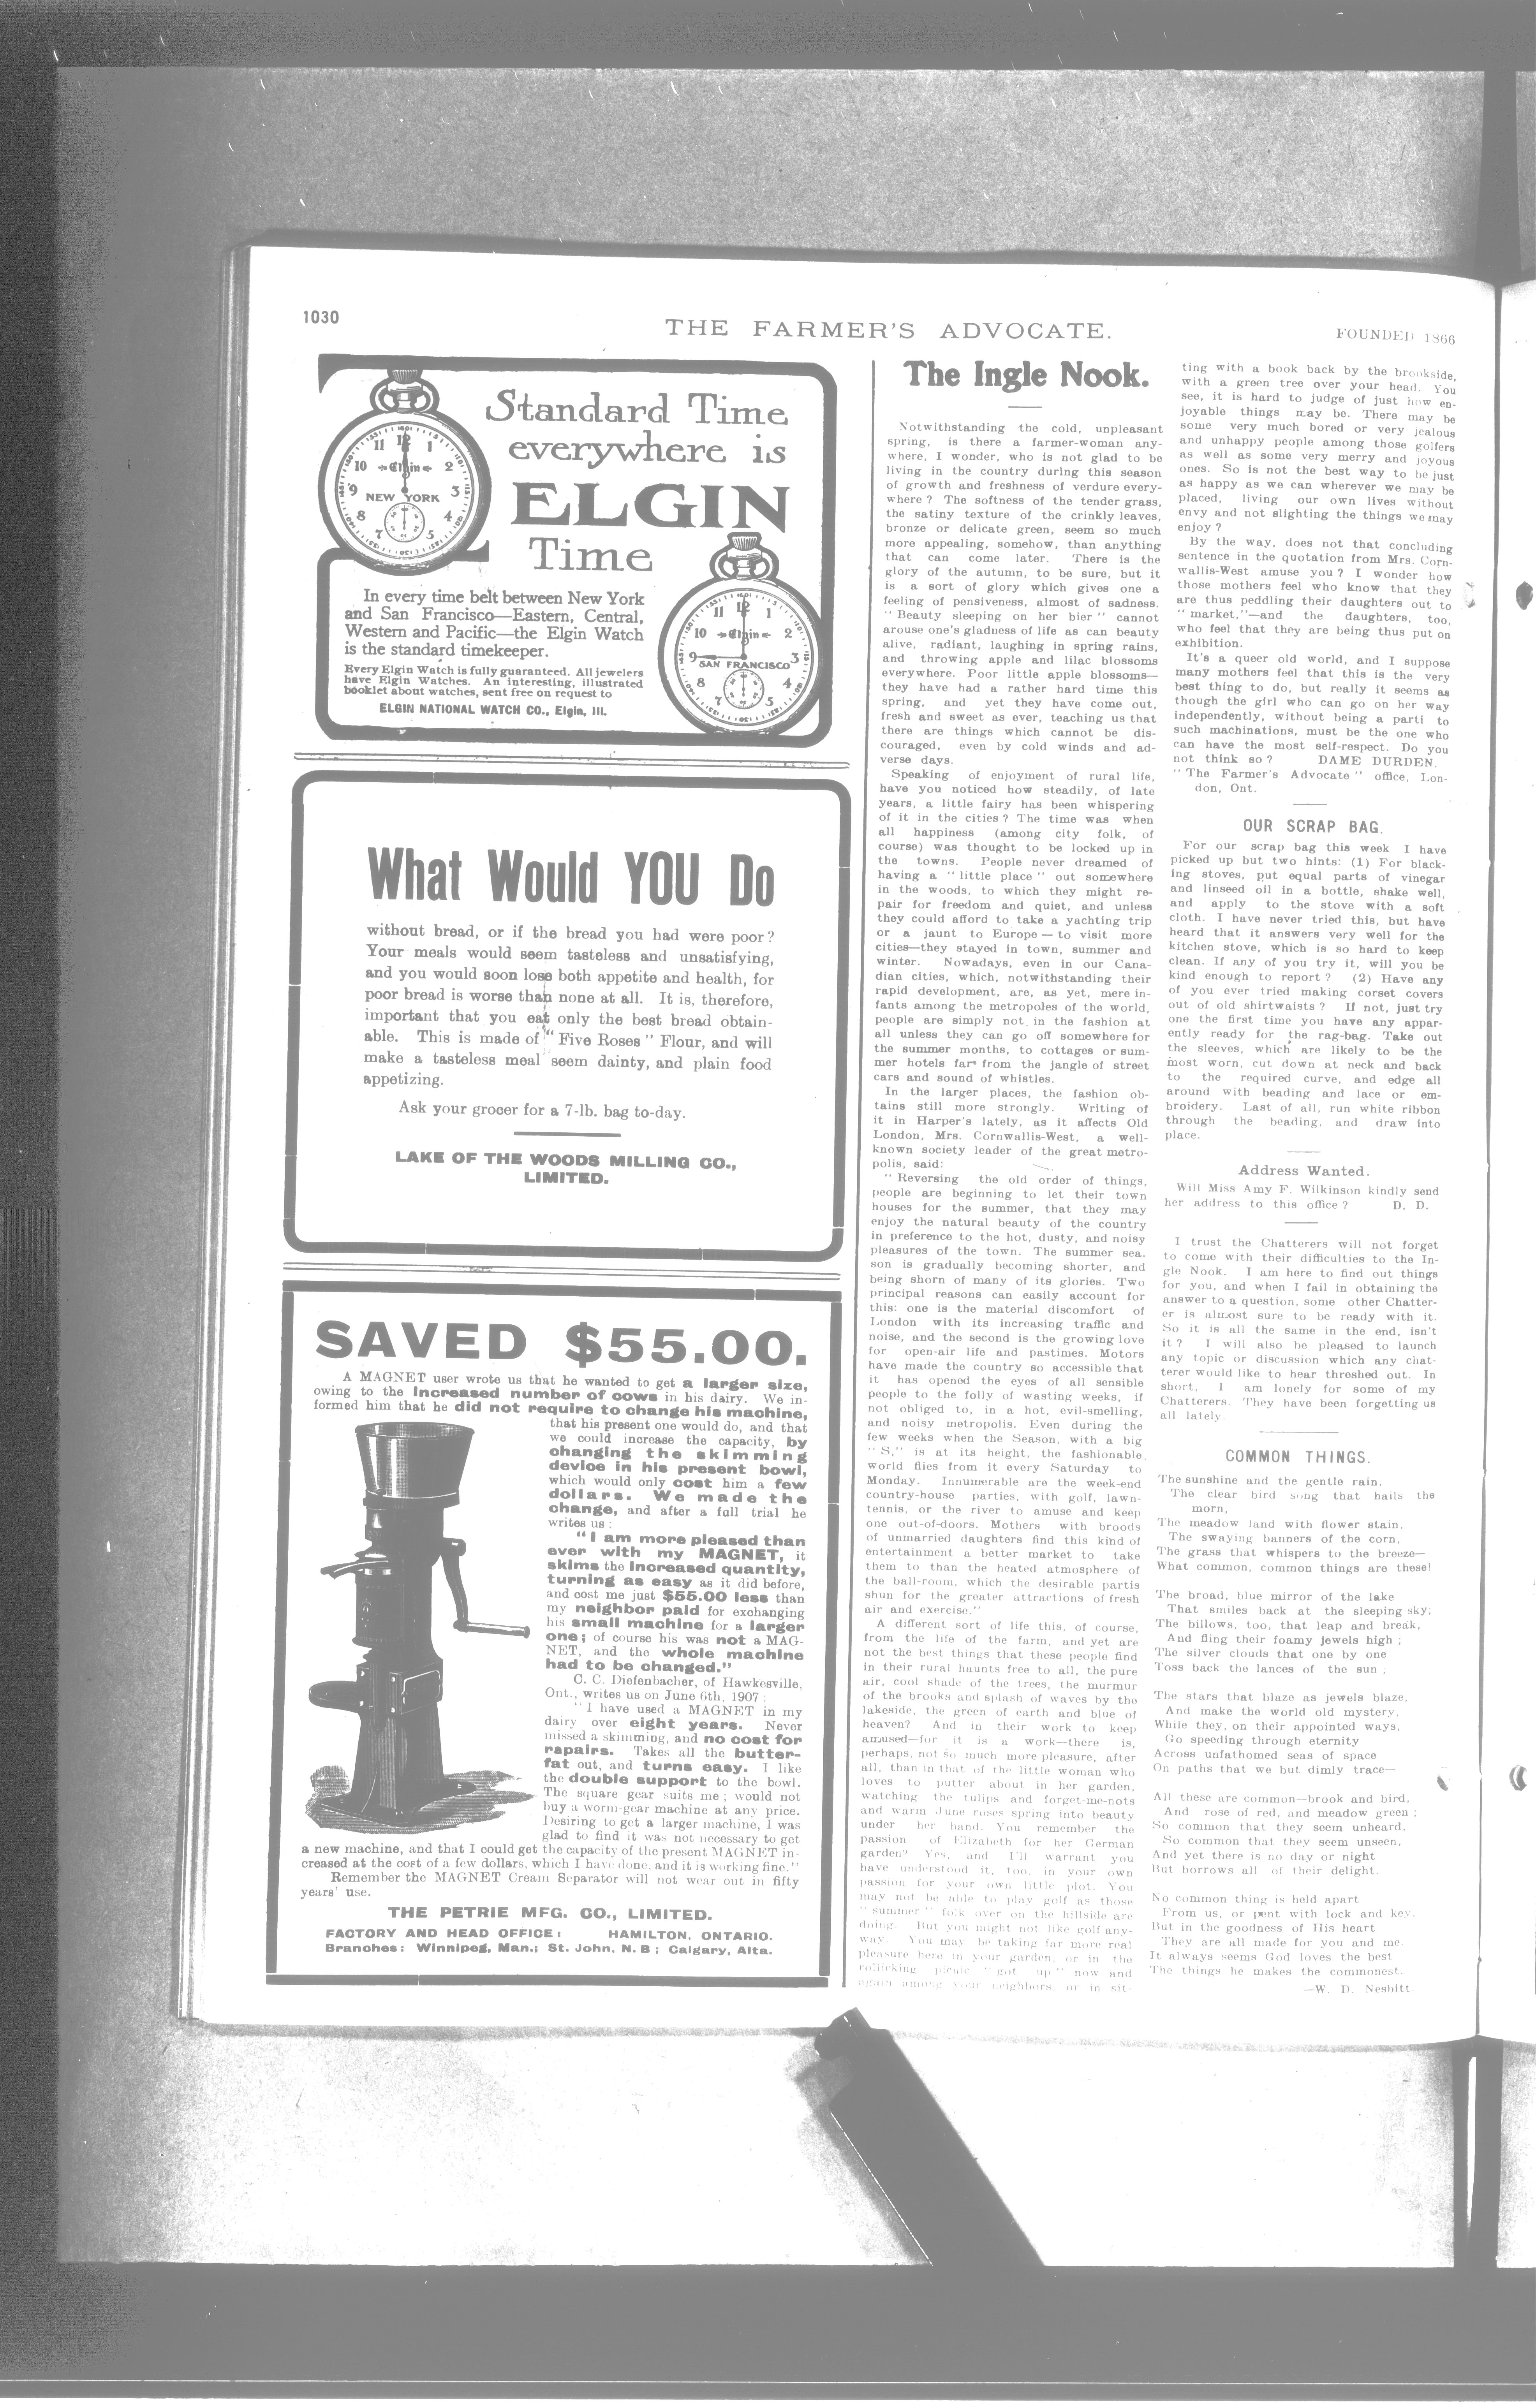 1030
THE FARMER'S ADVOCATE.
FOUNDED 1866
Standard Time
everywhere is
ELGIN
Time
NEW YORK
Elgin
SAN FRANCISCO
Elgin
In every time belt between New York
and San Francisco—Eastern, Central,
Western and Pacific—the Elgin Watch
is the standard timekeeper.
Every Elgin Watch is fully guaranteed. All jewelers
have Elgin Watches. An interesting, illustrated
booklet about watches, sent free on request to
ELGIN NATIONAL WATCH CO., Elgin, Ill.
What Would YOU Do
without bread, or if the bread you had were poor?
Your meals would seem tasteless and unsatisfying,
and you would soon lose both appetite and health, for
poor bread is worse than none at all. It is, therefore,
important that you eat only the best bread obtain-
able. This is made of "Five Roses" Flour, and will
make a tasteless meal seem dainty, and plain food
appetizing.
Ask your grocer for a 7-lb. bag to-day.
LAKE OF THE WOODS MILLING CO.,
LIMITED.
SAVED $55.00.
A MAGNET user wrote us that he wanted to get a larger size,
owing to the increased number of cows in his dairy. We in-
formed him that he did not require to change his machine,
that his present one would do, and that
we could increase the capacity, by
changing the skimming
device in his present bowl,
which would only cost him a few
dollars. We made the
change, and after a fall trial he
writes us:
"I am more pleased than
ever with my MAGNET, it
skims the increased quantity,
turning as easy as it did before,
and cost me just $55.00 less than
my neighbor paid for exchanging
his small machine for a larger
one; of course his was not a MAG-
NET, and the whole machine
had to be changed."
C. C. Diefenbacher, of Hawkesville,
Ont., writes us on June 6th, 1907:
"I have used a MAGNET in my
dairy over eight years. Never
missed a skimming, and no cost for
rapairs. Takes all the butter-
fat out, and turns easy. I like
the double support to the bowl.
The square gear suits me; would not
buy a worm-gear machine at any price.
Desiring to get a larger machine, I was
glad to find it was not necessary to get
a new machine, and that I could get the capacity of the present MAGNET in-
creased at the cost of a few dollars, which I have done, and it is working fine."
Remember the MAGNET Cream Separator will not wear out in fifty
years' use.
THE PETRIE MFG. CO., LIMITED.
FACTORY AND HEAD OFFICE: HAMILTON, ONTARIO.
Branches: Winnipeg, Man.; St. John, N. B; Calgary, Alta.
The Ingle Nook.
Notwithstanding the cold, unpleasant
spring, is there a farmer-woman any-
where, I wonder, who is not glad to be
living in the country during this season
of growth and freshness of verdure every-
where? The softness of the tender grass,
the satiny texture of the crinkly leaves,
bronze or delicate green, seem so much
more appealing, somehow, than anything
that can come later. There is the
glory of the autumn, to be sure, but it
is a sort of glory which gives one a
feeling of pensiveness, almost of sadness.
"Beauty sleeping on her bier" cannot
arouse one's gladness of life as can beauty
alive, radiant, laughing in spring rains,
and throwing apple and lilac blossoms
everywhere. Poor little apple blossoms—
they have had a rather hard time this
spring, and yet they have come out,
fresh and sweet as ever, teaching us that
there are things which cannot be dis-
couraged, even by cold winds and ad-
verse days.
Speaking of enjoyment of rural life,
have you noticed how steadily, of late
years, a little fairy has been whispering
of it in the cities? The time was when
all happiness (among city folk, of
course) was thought to be locked up in
the towns. People never dreamed of
having a "little place" out somewhere
in the woods, to which they might re-
pair for freedom and quiet, and unless
they could afford to take a yachting trip
or a jaunt to Europe—to visit more
cities—they stayed in town, summer and
winter. Nowadays, even in our Cana-
dian cities, which, notwithstanding their
rapid development, are, as yet, mere in-
fants among the metropoles of the world,
people are simply not in the fashion at
all unless they can go off somewhere for
the summer months, to cottages or sum-
mer hotels far from the jangle of street
cars and sound of whistles.
In the larger places, the fashion ob-
tains still more strongly. Writing of
it in Harper's lately, as it affects Old
London, Mrs. Cornwallis-West, a well-
known society leader of the great metro-
polis, said:
"Reversing the old order of things,
people are beginning to let their town
houses for the summer, that they may
enjoy the natural beauty of the country
in preference to the hot, dusty, and noisy
pleasures of the town. The summer sea.
son is gradually becoming shorter, and
being shorn of many of its glories. Two
principal reasons can easily account for
this: one is the material discomfort of
London with its increasing traffic and
noise, and the second is the growing love
for open-air life and pastimes. Motors
have made the country so accessible that
it has opened the eyes of all sensible
people to the folly of wasting weeks, if
not obliged to, in a hot, evil-smelling,
and noisy metropolis. Even during the
few weeks when the Season, with a big
"S," is at its height, the fashionable
world flies from it every Saturday to
Monday. Innumerable are the week-end
country-house parties, with golf, lawn-
tennis, or the river to amuse and keep
one out-of-doors. Mothers with broods
of unmarried daughters find this kind of
entertainment a better market to take
them to than the heated atmosphere of
the ball-room, which the desirable partis
shun for the greater attractions of fresh
air and exercise."
A different sort of life this, of course,
from the life of the farm, and yet are
not the best things that these people find
in their rural haunts free to all, the pure
air, cool shade of the trees, the murmur
of the brooks and splash of waves by the
lakeside, the green of earth and blue of
heaven? And in their work to keep
amused—for it is a work—there is,
perhaps, not so much more pleasure, after
all, than in that of the little woman who
loves to putter about in her garden,
watching the tulips and forget-me-nots
and warm June roses spring into beauty
under her hand. You remember the
passion of Elizabeth for her German
garden? Yes, and I'll warrant you
have understood it, too, in your own
passion for your own little plot. You
may not be able to play golf as those
"summer" folk over on the hillside are
doing. But you might not like golf any-
way. You may be taking far more real
pleasure here in your garden, or in the
rollicking picnic "got up" now and
again among your neighbors, or in sit-
ting with a book back by the brookside,
with a green tree over your head. You
see, it is hard to judge of just how en-
joyable things may be. There may be
some very much bored or very jealous
and unhappy people among those golfers
as well as some very merry and joyous
ones. So is not the best way to be just
as happy as we can wherever we may be
placed, living our own lives without
envy and not slighting the things we may
enjoy?
By the way, does not that concluding
sentence in the quotation from Mrs. Corn-
wallis-West amuse you? I wonder how
those mothers feel who know that they
are thus peddling their daughters out to
"market,"—and the daughters, too,
who feel that they are being thus put on
exhibition.
It's a queer old world, and I suppose
many mothers feel that this is the very
best thing to do, but really it seems as
though the girl who can go on her way
independently, without being a parti to
such machinations, must be the one who
can have the most self-respect. Do you
not think so? DAME DURDEN.
"The Farmer's Advocate" office, Lon-
don, Ont.
OUR SCRAP BAG.
For our scrap bag this week I have
picked up but two hints: (1) For black-
ing stoves, put equal parts of vinegar
and linseed oil in a bottle, shake well,
and apply to the stove with a soft
cloth. I have never tried this, but have
heard that it answers very well for the
kitchen stove, which is so hard to keep
clean. If any of you try it, will you be
kind enough to report? (2) Have any
of you ever tried making corset covers
out of old shirtwaists? If not, just try
one the first time you have any appar-
ently ready for the rag-bag. Take out
the sleeves, which are likely to be the
most worn, cut down at neck and back
to the required curve, and edge all
around with beading and lace or em-
broidery. Last of all, run white ribbon
through the beading, and draw into
place.
Address Wanted.
Will Miss Amy F. Wilkinson kindly send
her address to this office? D. D.
I trust the Chatterers will not forget
to come with their difficulties to the In-
gle Nook. I am here to find out things
for you, and when I fail in obtaining the
answer to a question, some other Chatter-
er is almost sure to be ready with it.
So it is all the same in the end, isn't
it? I will also be pleased to launch
any topic or discussion which any chat-
terer would like to hear threshed out. In
short, I am lonely for some of my
Chatterers. They have been forgetting us
all lately.
COMMON THINGS.
The sunshine and the gentle rain,
The clear bird song that hails the
morn,
The meadow land with flower stain,
The swaying banners of the corn,
The grass that whispers to the breeze—
What common, common things are these!
The broad, blue mirror of the lake
That smiles back at the sleeping sky;
The billows, too, that leap and break,
And fling their foamy jewels high;
The silver clouds that one by one
Toss back the lances of the sun;
The stars that blaze as jewels blaze,
And make the world old mystery,
While they, on their appointed ways,
Go speeding through eternity
Across unfathomed seas of space
On paths that we but dimly trace—
All these are common—brook and bird,
And rose of red, and meadow green;
So common that they seem unheard,
So common that they seem unseen,
And yet there is no day or night
But borrows all of their delight.
No common thing is held apart
From us, or pent with lock and key,
But in the goodness of His heart
They are all made for you and me.
It always seems God loves the best
The things he makes the commonest.
—W. D. Nesbitt.